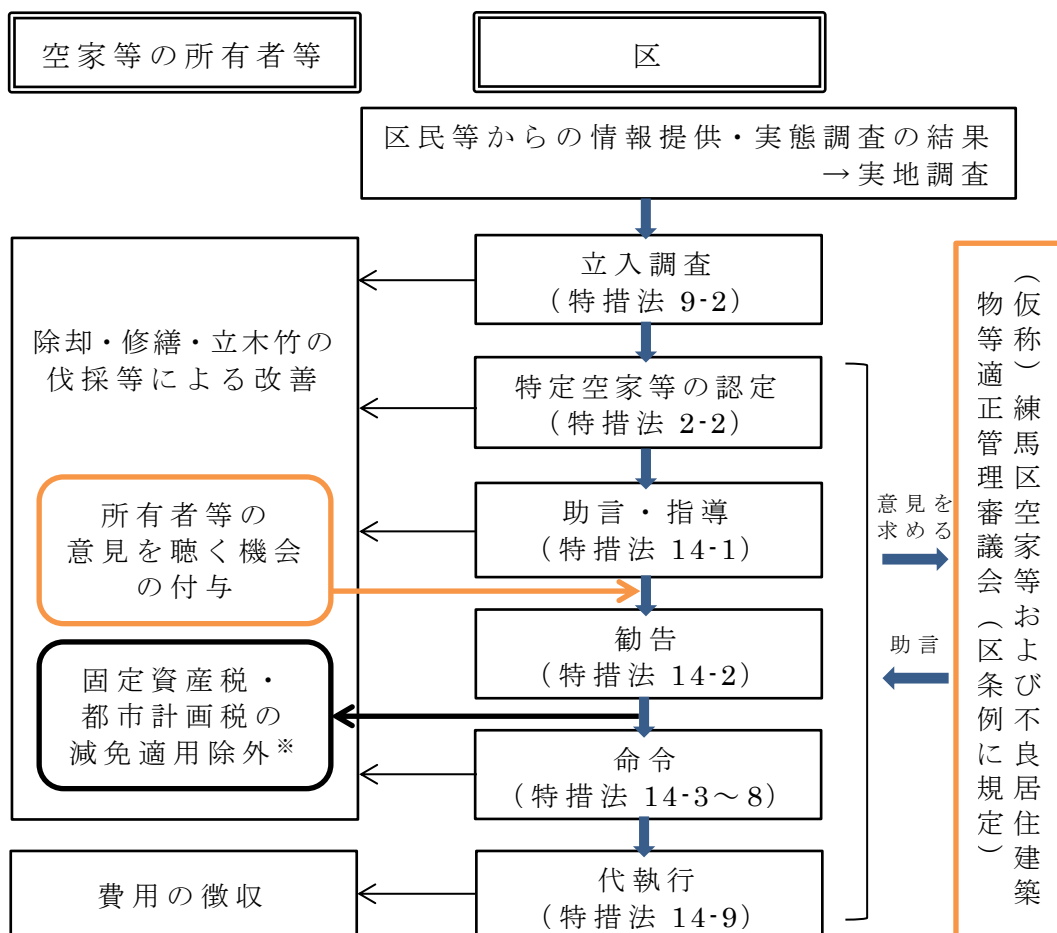 空家等の所有者等
区
区民等からの情報提供・実態調査の結果
→実地調査
立入調査
(特措法 9-2)
除却・修繕・立木竹の
伐採等による改善
特定空家等の認定
(特措法 2-2)
所有者等の
意見を聴く機会
の付与
助言・指導
(特措法 14-1)
勧告
(特措法 14-2)
固定資産税・
都市計画税の
減免適用除外※
命令
(特措法 14-3～8)
費用の徴収
代執行
(特措法 14-9)
意見を
求める
助言
(仮称)練馬区空家等および不良居住建築
物等適正管理審議会(区条例に規定)